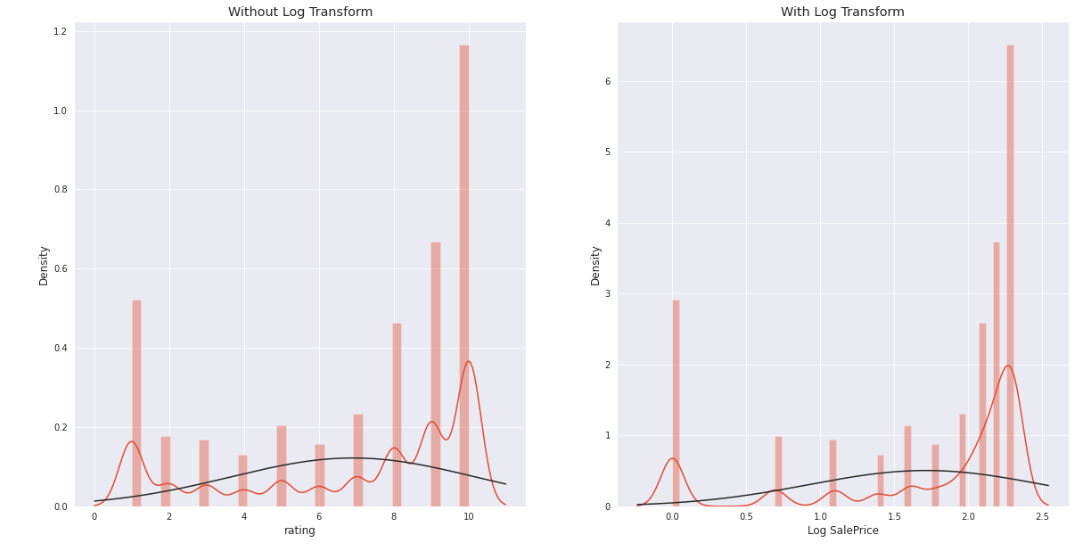 Without Log Transform
1.2
1.0
0.8
0.6
0.4
0.2
0.0
Density
0 2 4 6 8 10
rating
With Log Transform
6
5
4
3
2
1
0
Density
0.0 0.5 1.0 1.5 2.0 2.5
Log SalePrice